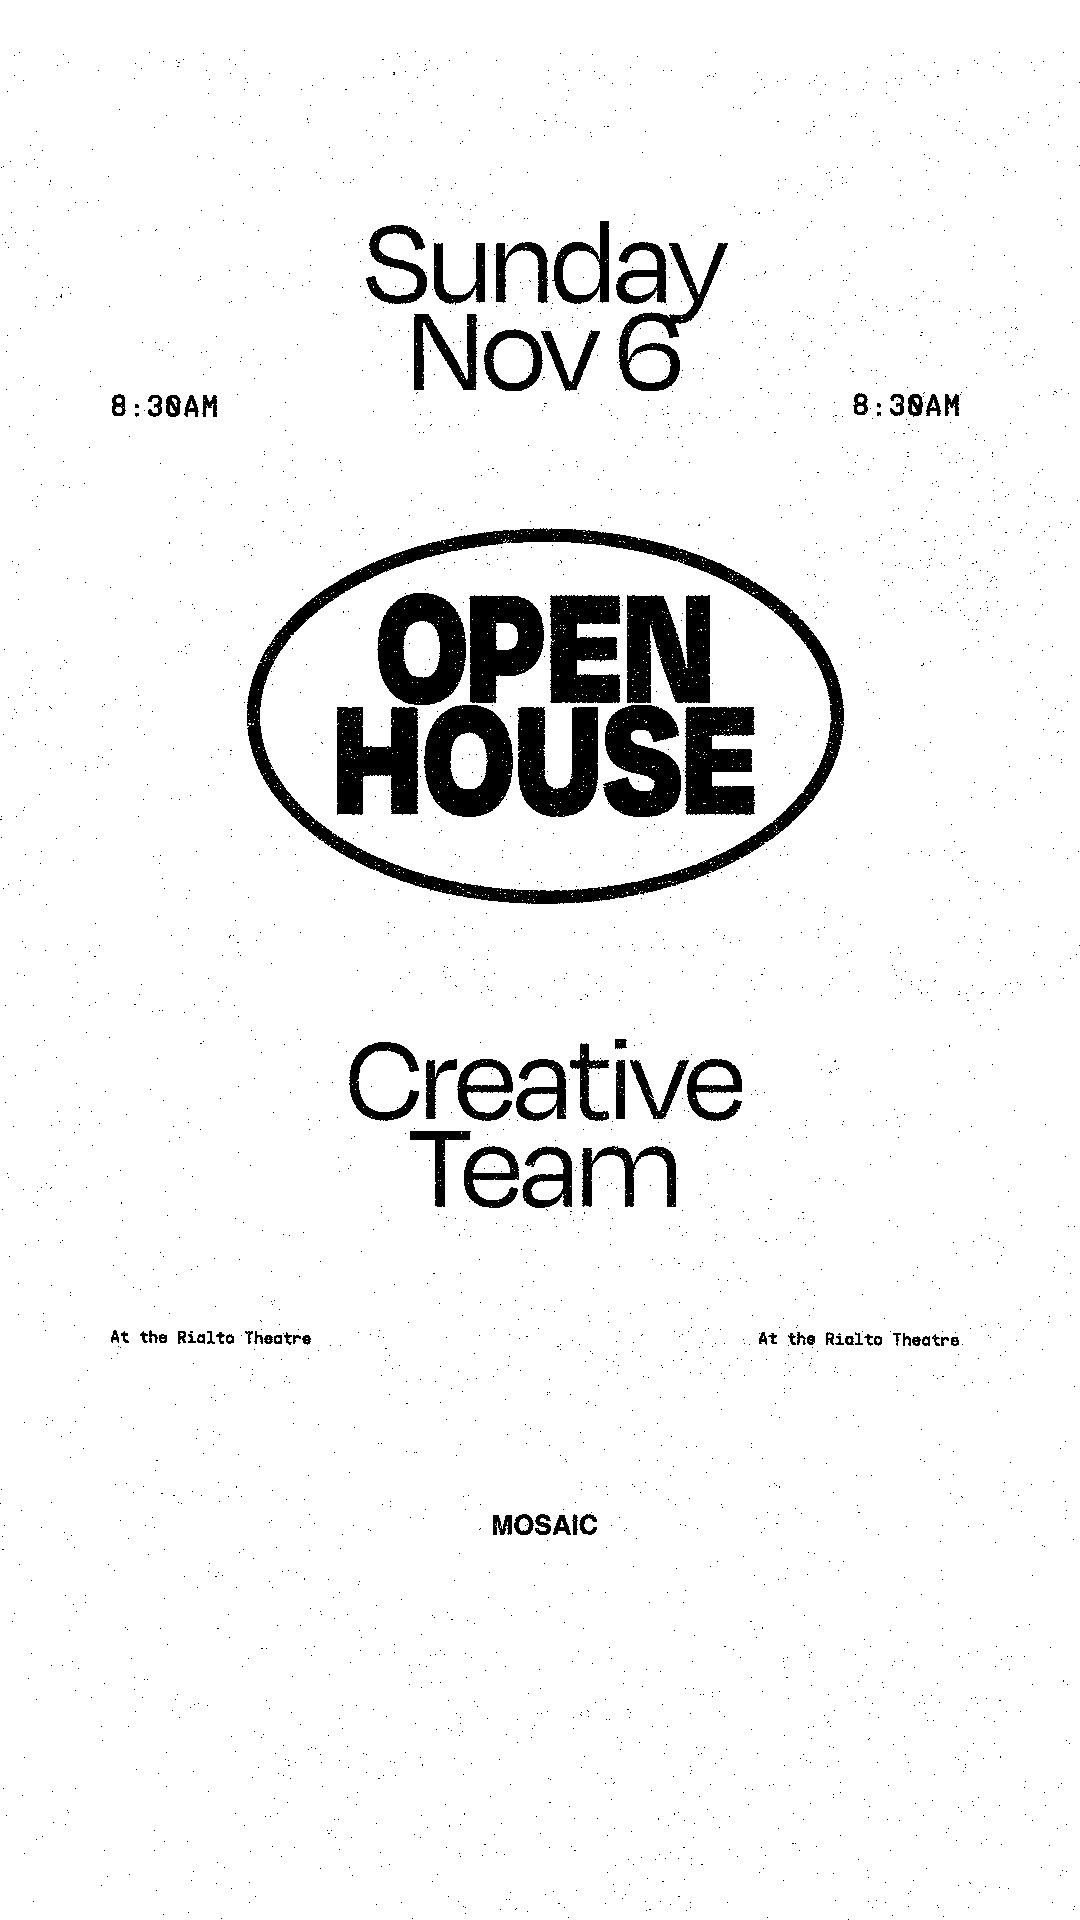 Sunday
Nov 6
8:30AM 8:30AM
OPEN
HOUSE
Creative
Team
At the Rialto Theatre At the Rialto Theatre
MOSAIC